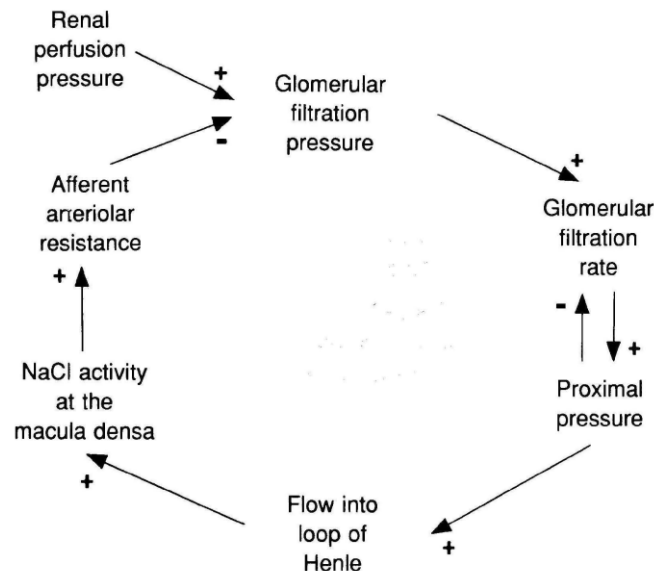 Renal
perfusion
pressure
+
Glomerular
filtration
pressure
-
+
Afferent
arteriolar
resistance
+
Glomerular
filtration
rate
-
+
NaCl activity
at the
macula densa
+
Proximal
pressure
Flow into
loop of
Henle
+